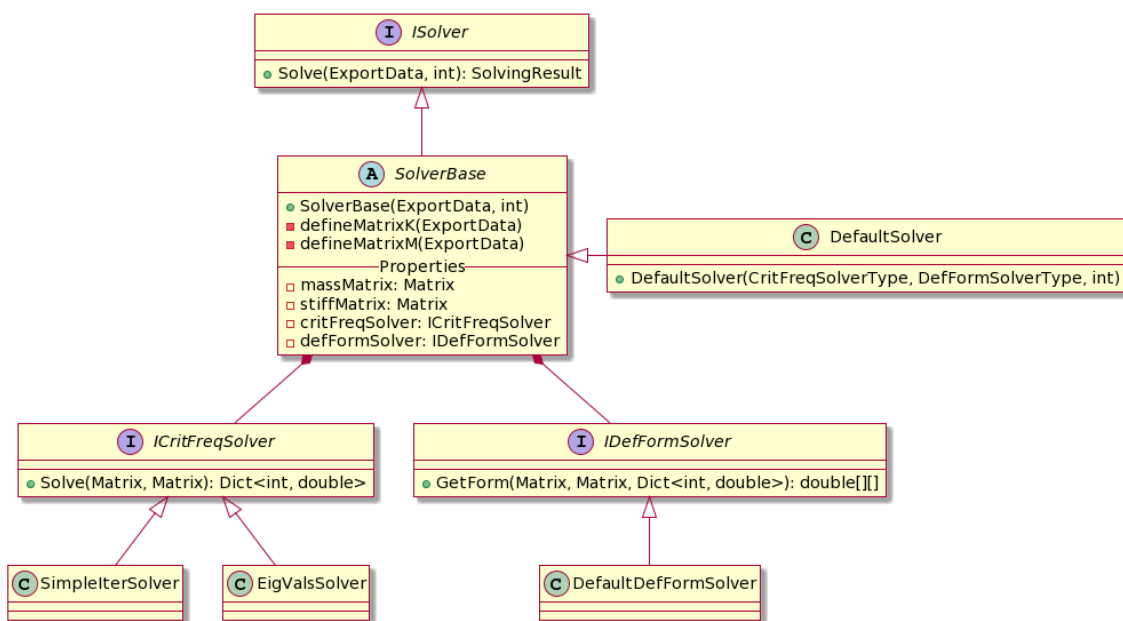 I ISolver
Solve(ExportData, int): SolvingResult
A SolverBase
SolverBase(ExportData, int)
defineMatrixK(ExportData)
defineMatrixM(ExportData)
Properties
massMatrix: Matrix
stiffMatrix: Matrix
critFreqSolver: ICritFreqSolver
defFormSolver: IDefFormSolver
C DefaultSolver
DefaultSolver(CritFreqSolverType, DefFormSolverType, int)
I ICritFreqSolver
Solve(Matrix, Matrix): Dict<int, double>
I IDefFormSolver
GetForm(Matrix, Matrix, Dict<int, double>): double[][]
C SimpleIterSolver
C EigValsSolver
C DefaultDefFormSolver